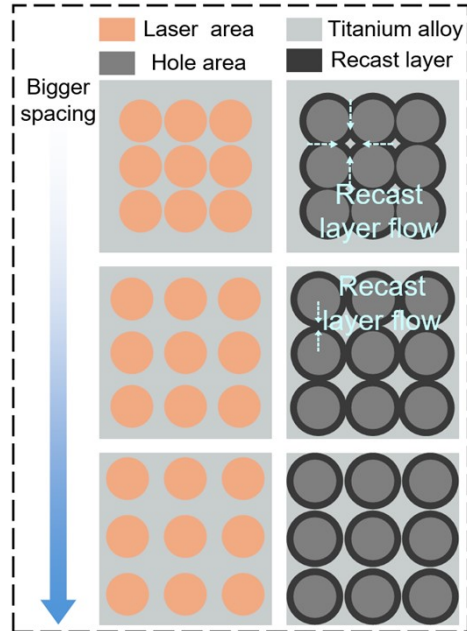 Laser area
Titanium alloy
Hole area
Recast layer
Bigger
spacing
Recast
layer flow
Recast
layer flow